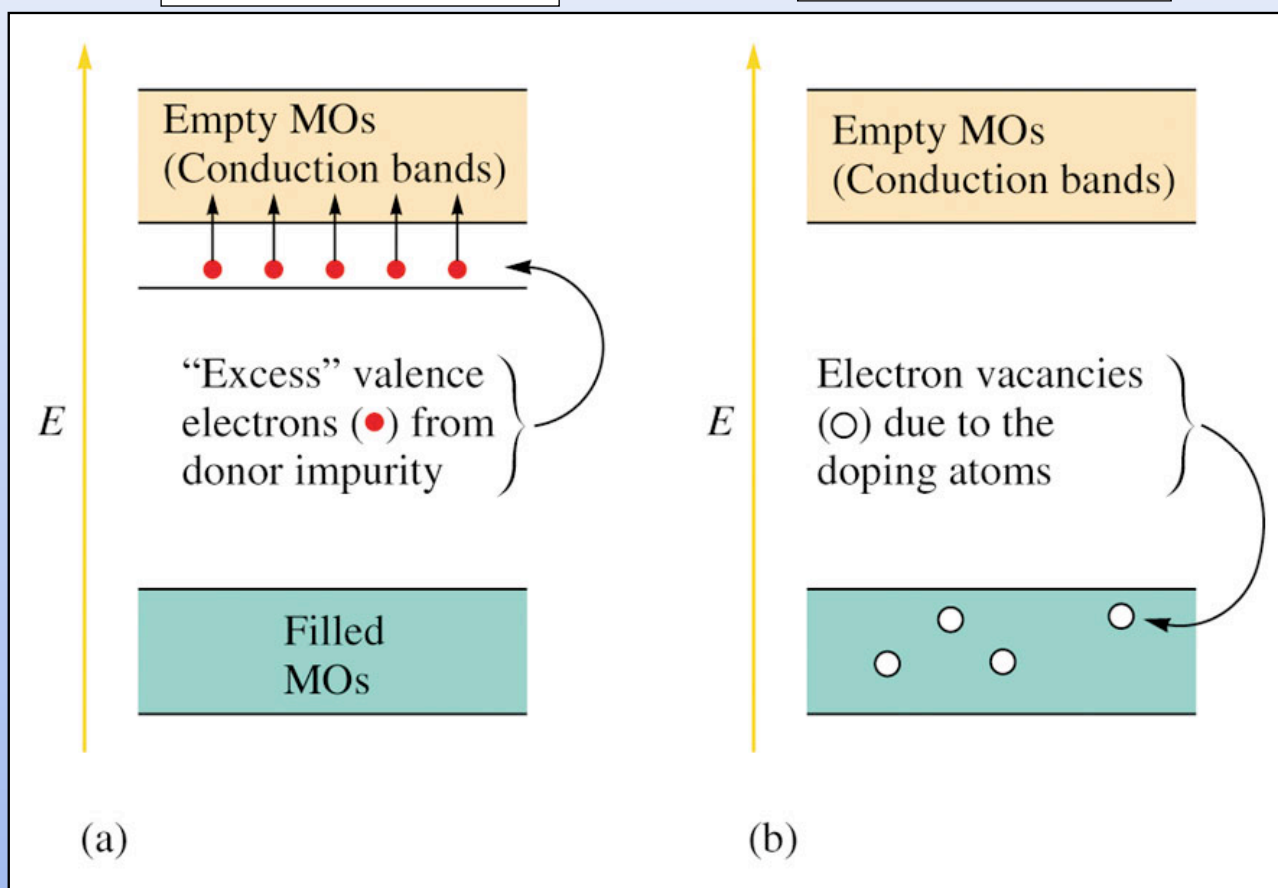 Empty MOs
(Conduction bands)
E
“Excess” valence
electrons (●) from
donor impurity
Filled
MOs
(a)
Empty MOs
(Conduction bands)
E
Electron vacancies
(○) due to the
doping atoms
(b)